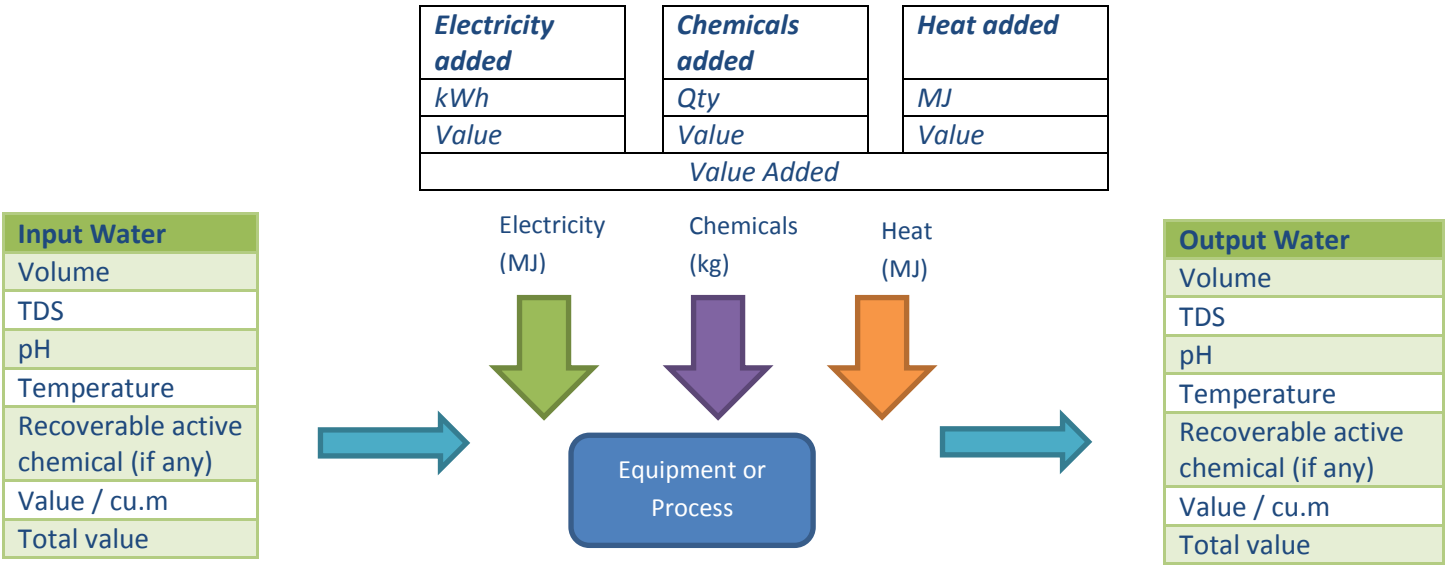 Electricity
added
kWh
Value
Chemicals
added
Qty
Value
Heat added
MJ
Value
Value Added
Input Water
Volume
TDS
pH
Temperature
Recoverable active
chemical (if any)
Value / cu.m
Total value
Electricity
(MJ)
Chemicals
(kg)
Heat
(MJ)
Equipment or
Process
Output Water
Volume
TDS
pH
Temperature
Recoverable active
chemical (if any)
Value / cu.m
Total value